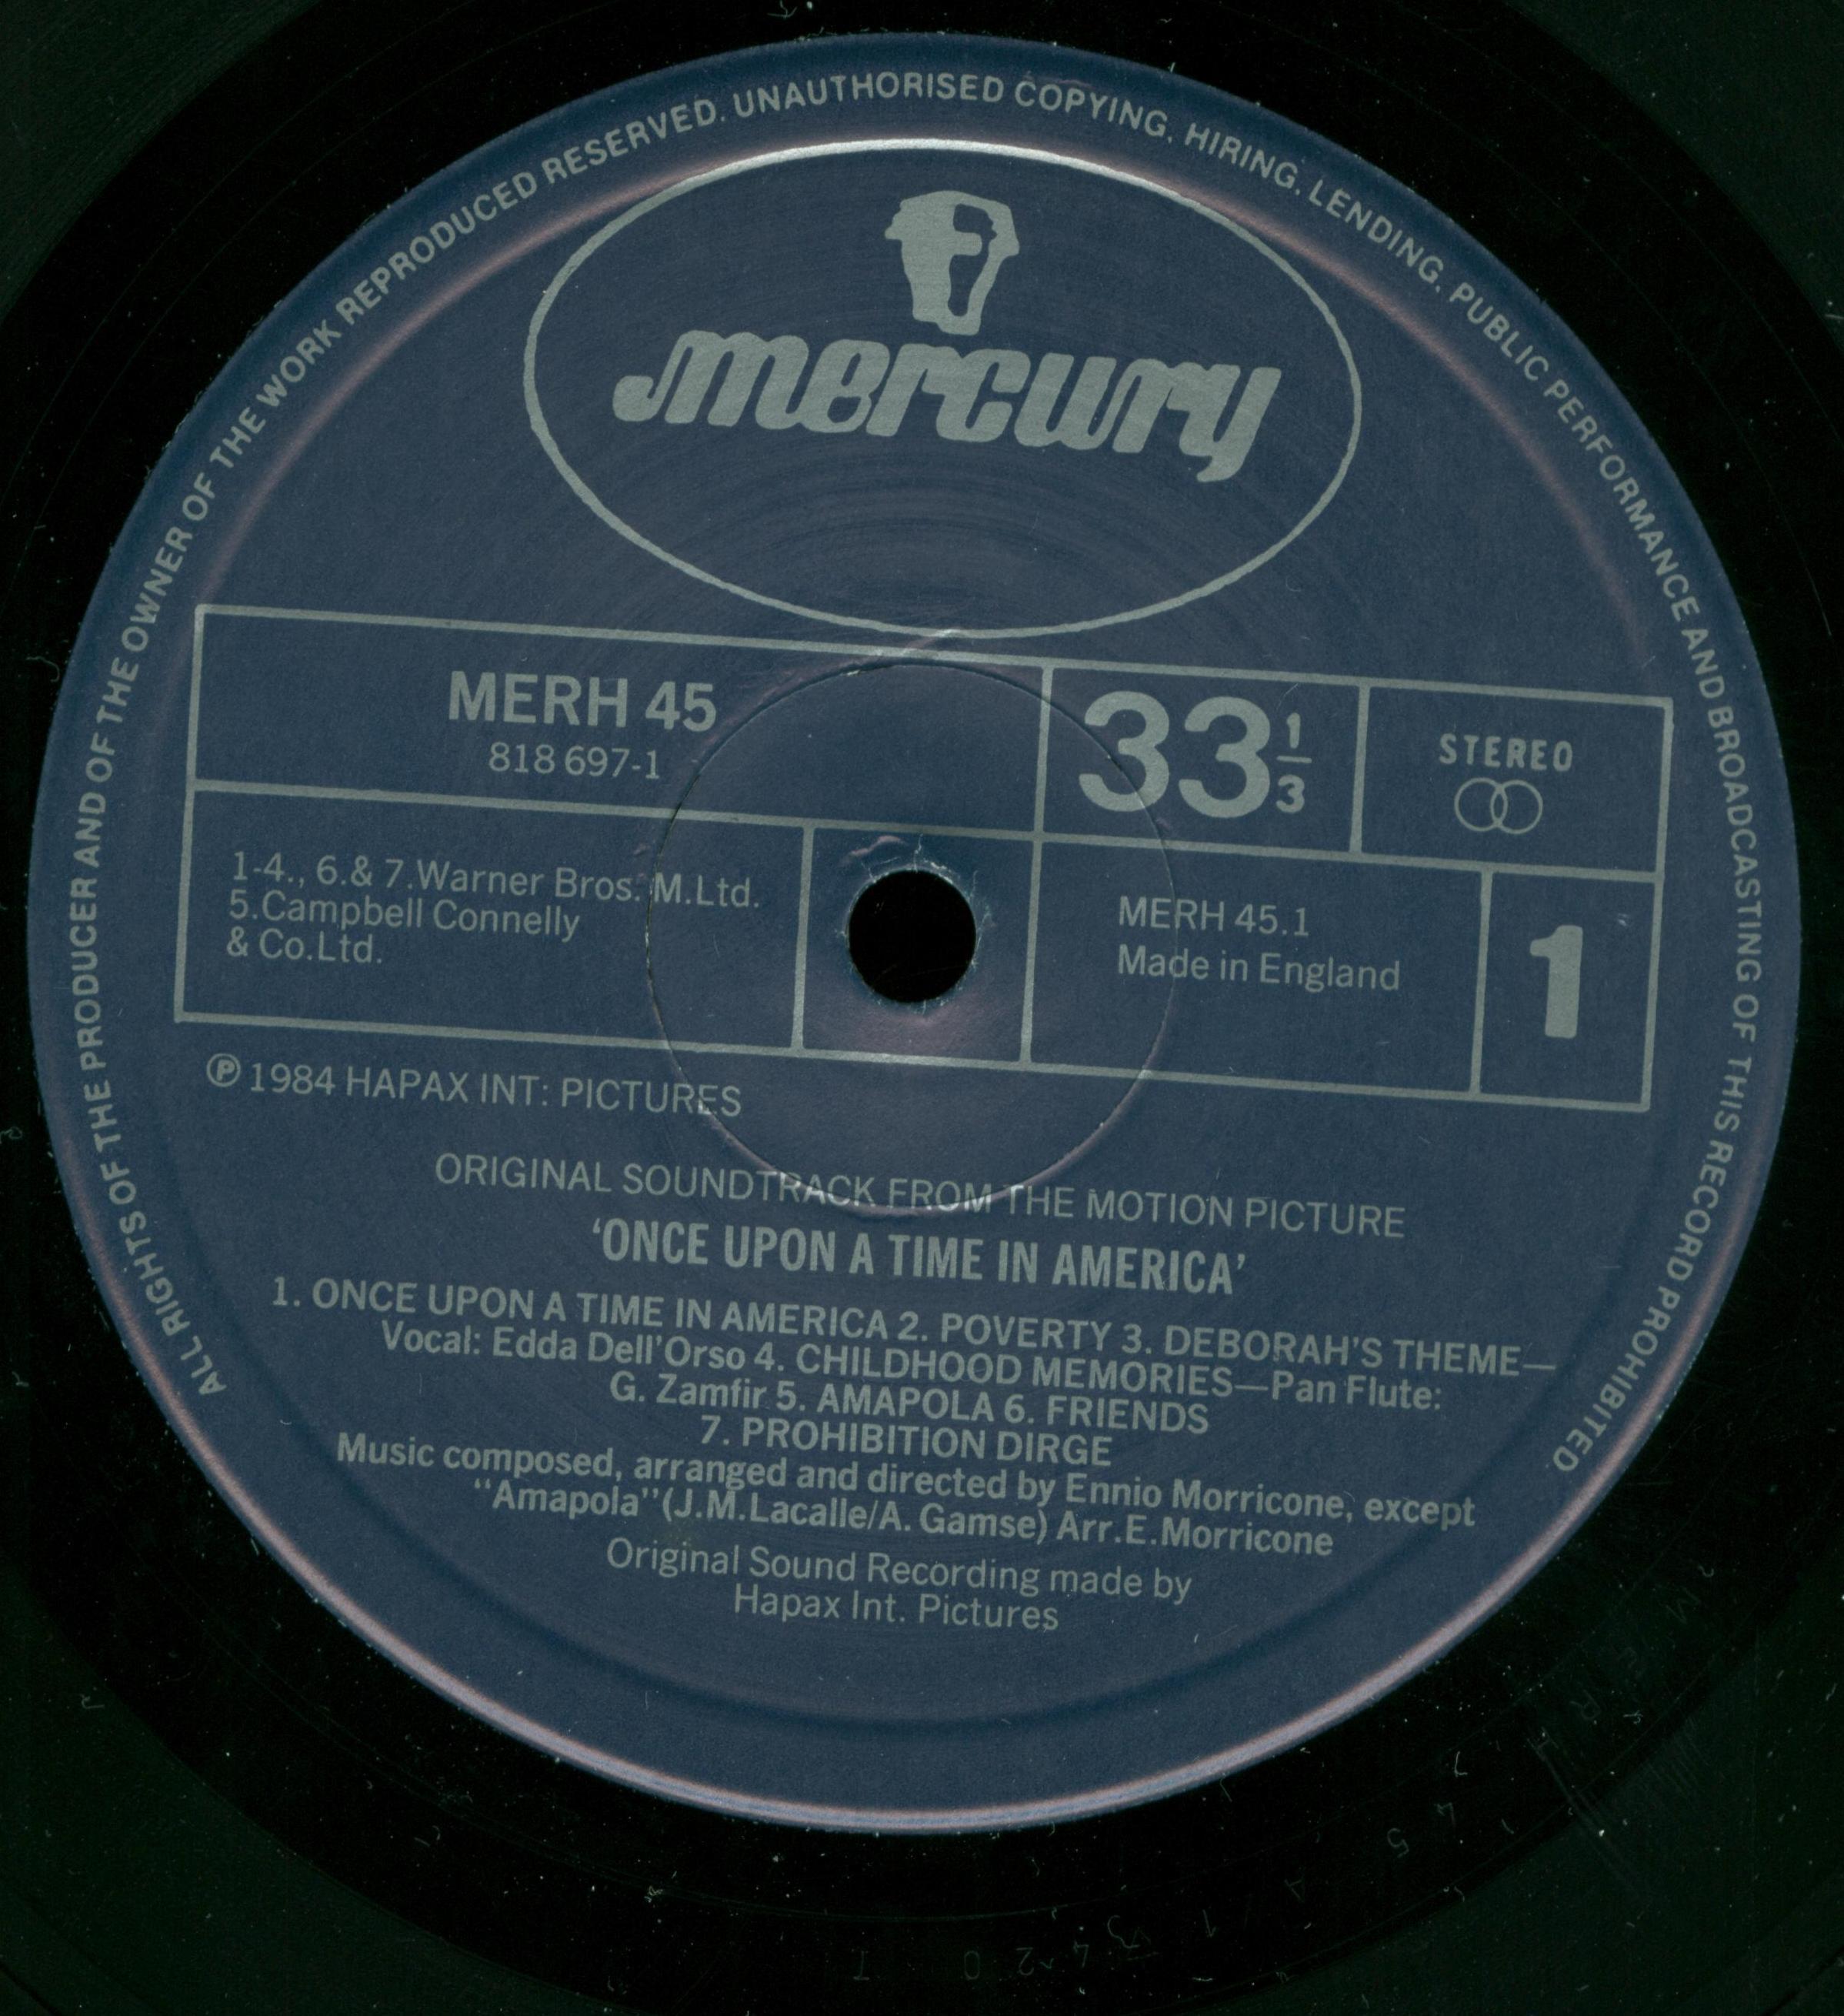 ALL RIGHTS OF THE PRODUCER AND OF THE OWNER OF THE WORK REPRODUCED RESERVED. UNAUTHORISED COPYING, HIRING, LENDING, PUBLIC PERFORMANCE AND BROADCASTING OF THIS RECORD PROHIBITED.
mercury
MERH 45
818 697-1
33 1/3
STEREO
1-4., 6.& 7.Warner Bros. M.Ltd.
5.Campbell Connelly
& Co.Ltd.
MERH 45.1
Made in England
1
Ⓟ 1984 HAPAX INT: PICTURES
ORIGINAL SOUNDTRACK FROM THE MOTION PICTURE
‘ONCE UPON A TIME IN AMERICA’
1. ONCE UPON A TIME IN AMERICA 2. POVERTY 3. DEBORAH'S THEME—
Vocal: Edda Dell'Orso 4. CHILDHOOD MEMORIES—Pan Flute:
G. Zamfir 5. AMAPOLA 6. FRIENDS
7. PROHIBITION DIRGE
Music composed, arranged and directed by Ennio Morricone, except
“Amapola” (J.M.Lacalle/A. Gamse) Arr.E.Morricone
Original Sound Recording made by
Hapax Int. Pictures